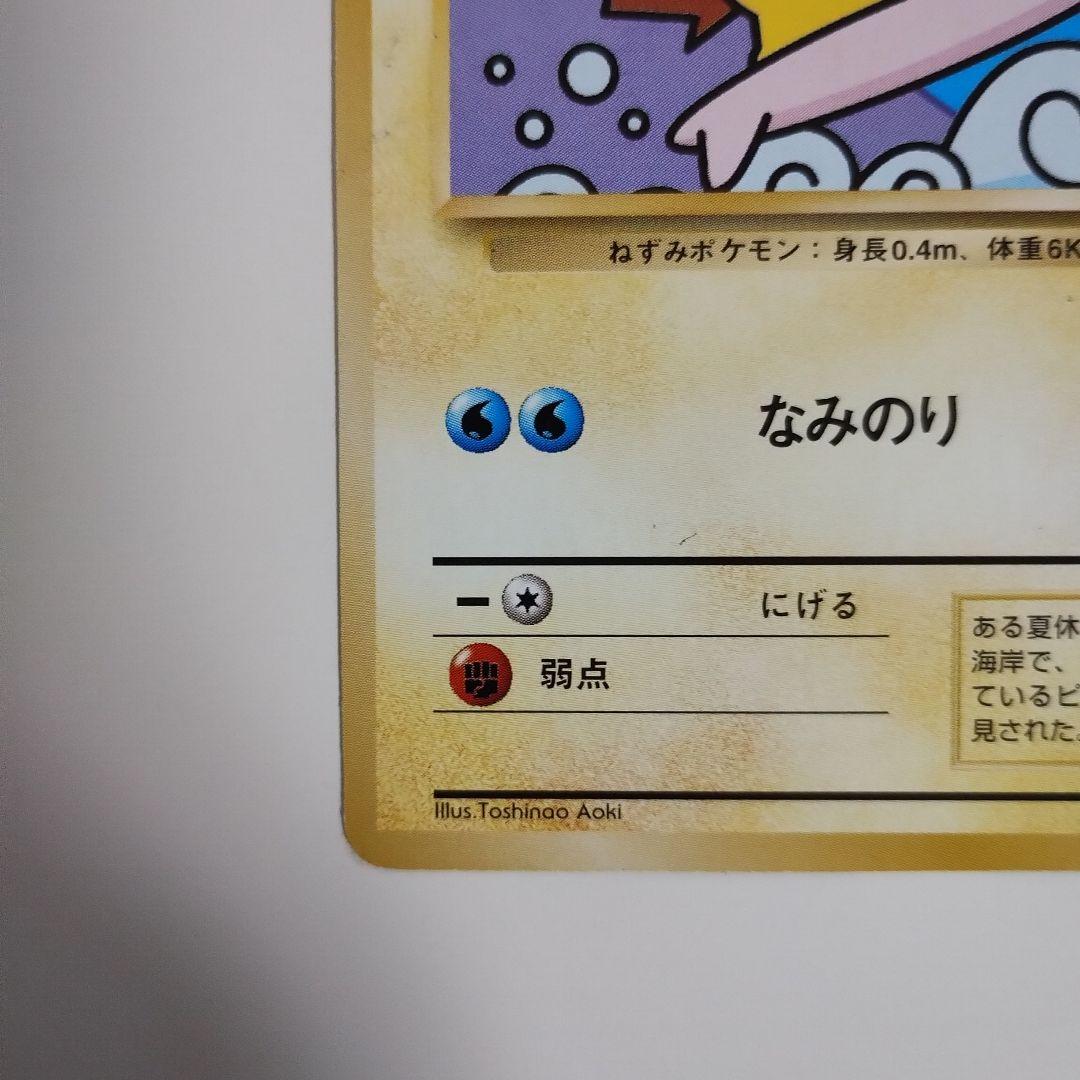 ねずみポケモン：身長0.4m、体重6K
なみのり
にげる
弱点
ある夏休
海岸で、
ているピ
見された。
Illus.Toshinao Aoki